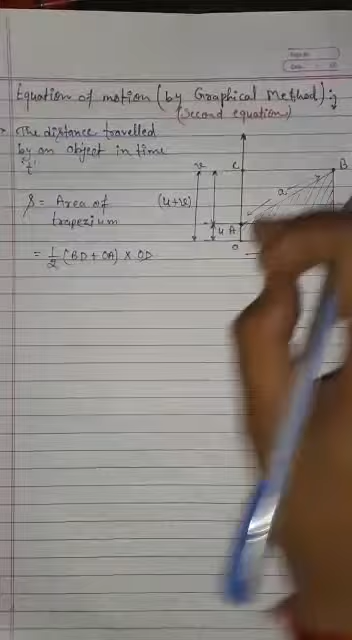 Equation of motion (by Graphical Method):
(Second equation)
The distance travelled
by an object in time
't'
S = Area of
trapezium
= 1/2 (BD + OA) × OD
v
C
B
(u+v)
a
u A
O